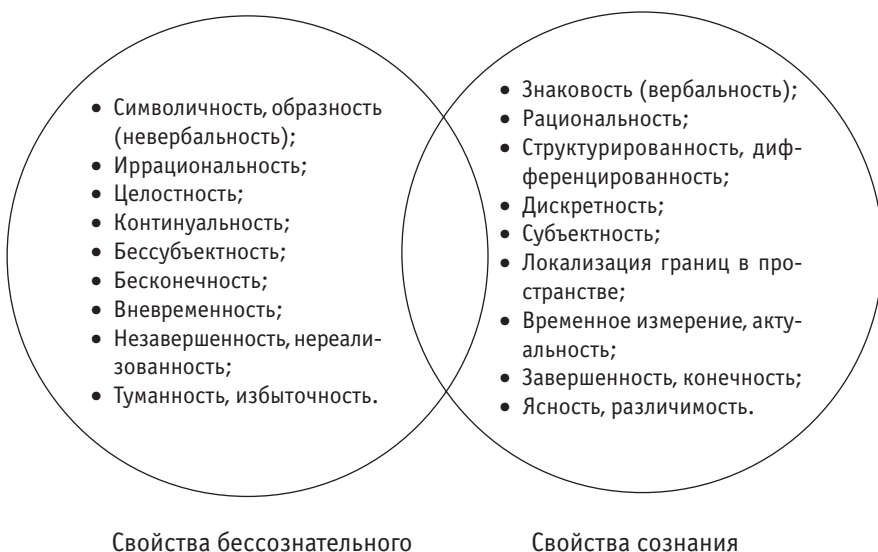 • Символичность, образность
(невербальность);
• Иррациональность;
• Целостность;
• Континуальность;
• Бессубъектность;
• Бесконечность;
• Вневременность;
• Незавершенность, нереали-
зованность;
• Туманность, избыточность.
• Знаковость (вербальность);
• Рациональность;
• Структурированность, диф-
ференцированность;
• Дискретность;
• Субъектность;
• Локализация границ в про-
странстве;
• Временное измерение, акту-
альность;
• Завершенность, конечность;
• Ясность, различимость.
Свойства бессознательного
Свойства сознания